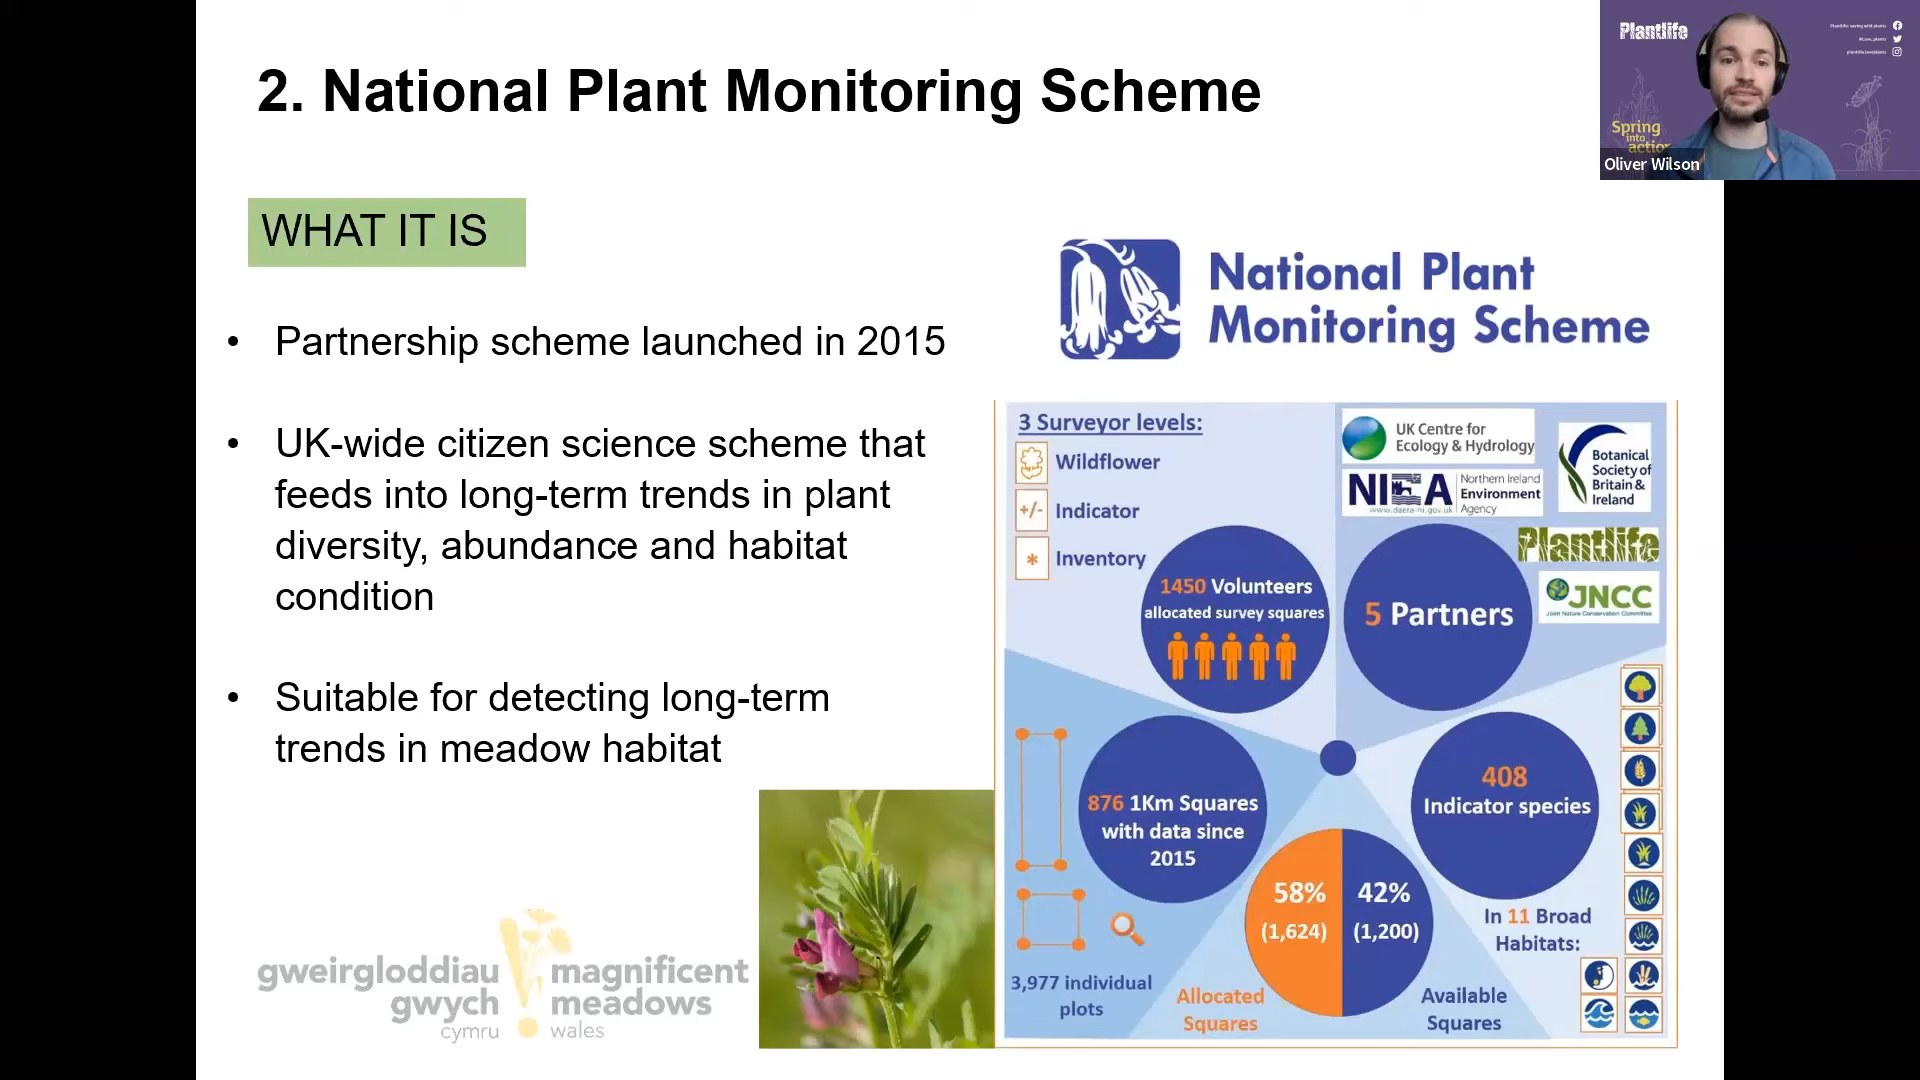 2. National Plant Monitoring Scheme
WHAT IT IS
• Partnership scheme launched in 2015
• UK-wide citizen science scheme that
feeds into long-term trends in plant
diversity, abundance and habitat
condition
• Suitable for detecting long-term
trends in meadow habitat
gweirgloddiau
gwych
cymru
magnificent
meadows
wales
National Plant
Monitoring Scheme
3 Surveyor levels:
Wildflower
+/- Indicator
* Inventory
1450 Volunteers
allocated survey squares
UK Centre for
Ecology & Hydrology
NIEA
Northern Ireland
Environment
Agency
www.daera-ni.gov.uk
Botanical
Society of
Britain &
Ireland
Plantlife
JNCC
Joint Nature Conservation Committee
5 Partners
876 1Km Squares
with data since
2015
3,977 individual
plots
408
Indicator species
In 11 Broad
Habitats:
58%
(1,624)
42%
(1,200)
Allocated
Squares
Available
Squares
Plantlife
Spring
into
action
Oliver Wilson